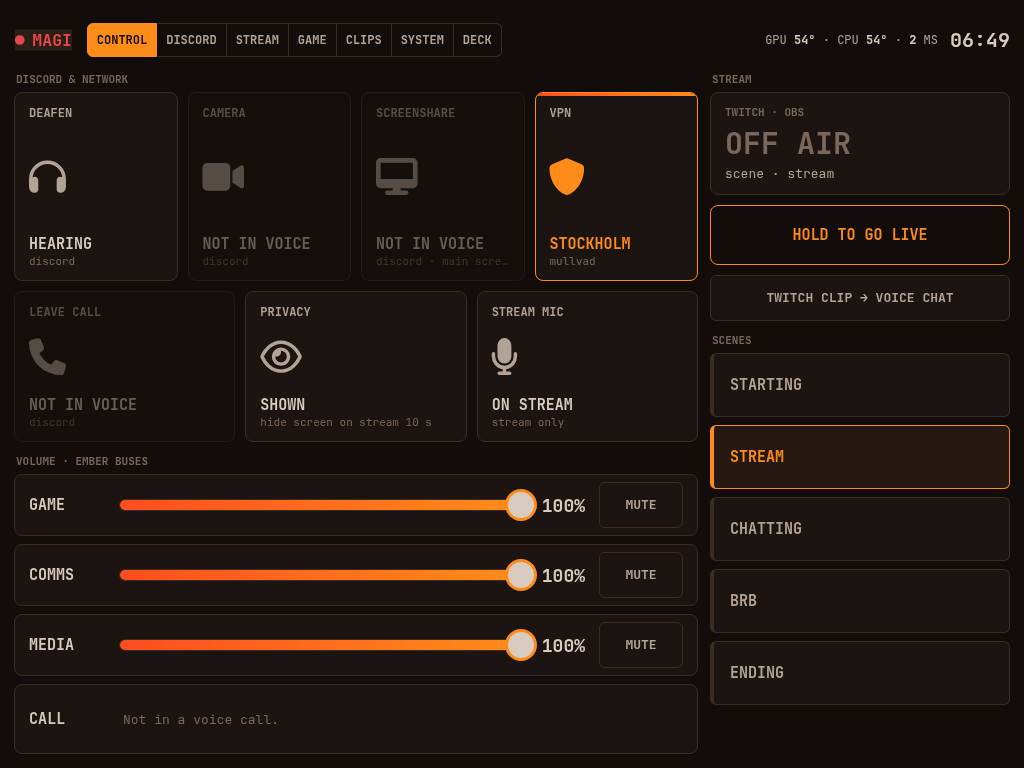 MAGI
CONTROL DISCORD STREAM GAME CLIPS SYSTEM DECK
GPU 54° · CPU 54° · 2 MS 06:49
DISCORD & NETWORK
DEAFEN
HEARING
discord
CAMERA
NOT IN VOICE
discord
SCREENSHARE
NOT IN VOICE
discord · main scre…
VPN
STOCKHOLM
mullvad
LEAVE CALL
NOT IN VOICE
discord
PRIVACY
SHOWN
hide screen on stream 10 s
STREAM MIC
ON STREAM
stream only
VOLUME · EMBER BUSES
GAME 100% MUTE
COMMS 100% MUTE
MEDIA 100% MUTE
CALL Not in a voice call.
STREAM
TWITCH · OBS
OFF AIR
scene · stream
HOLD TO GO LIVE
TWITCH CLIP → VOICE CHAT
SCENES
STARTING
STREAM
CHATTING
BRB
ENDING